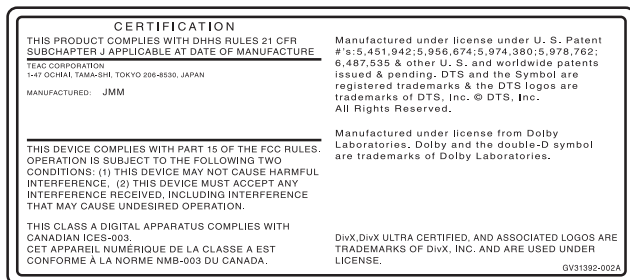 CERTIFICATION
THIS PRODUCT COMPLIES WITH DHHS RULES 21 CFR
SUBCHAPTER J APPLICABLE AT DATE OF MANUFACTURE
TEAC CORPORATION
1-47 OCHIAI, TAMA-SHI, TOKYO 206-8530, JAPAN
MANUFACTURED: JMM
THIS DEVICE COMPLIES WITH PART 15 OF THE FCC RULES.
OPERATION IS SUBJECT TO THE FOLLOWING TWO
CONDITIONS: (1) THIS DEVICE MAY NOT CAUSE HARMFUL
INTERFERENCE, (2) THIS DEVICE MUST ACCEPT ANY
INTERFERENCE RECEIVED, INCLUDING INTERFERENCE
THAT MAY CAUSE UNDESIRED OPERATION.
THIS CLASS A DIGITAL APPARATUS COMPLIES WITH
CANADIAN ICES-003.
CET APPAREIL NUMÉRIQUE DE LA CLASSE A EST
CONFORME À LA NORME NMB-003 DU CANADA.
Manufactured under license under U. S. Patent
#'s:5,451,942;5,956,674;5,974,380;5,978,762;
6,487,535 & other U. S. and worldwide patents
issued & pending. DTS and the Symbol are
registered trademarks & the DTS logos are
trademarks of DTS, Inc. © DTS, Inc.
All Rights Reserved.
Manufactured under license from Dolby
Laboratories. Dolby and the double-D symbol
are trademarks of Dolby Laboratories.
DivX,DivX ULTRA CERTIFIED, AND ASSOCIATED LOGOS ARE
TRADEMARKS OF DivX, INC. AND ARE USED UNDER
LICENSE.
GV31392-002A